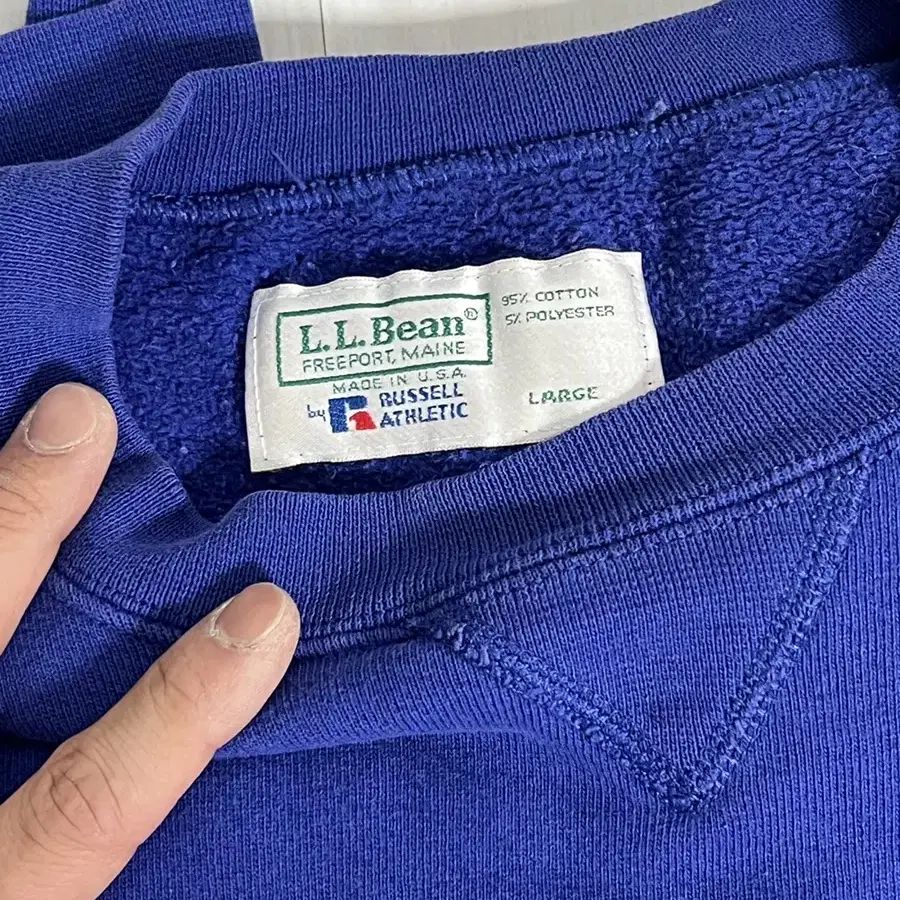 L.L.Bean®
FREEPORT, MAINE
MADE IN U.S.A.
by R RUSSELL
ATHLETIC
95% COTTON
5% POLYESTER
LARGE